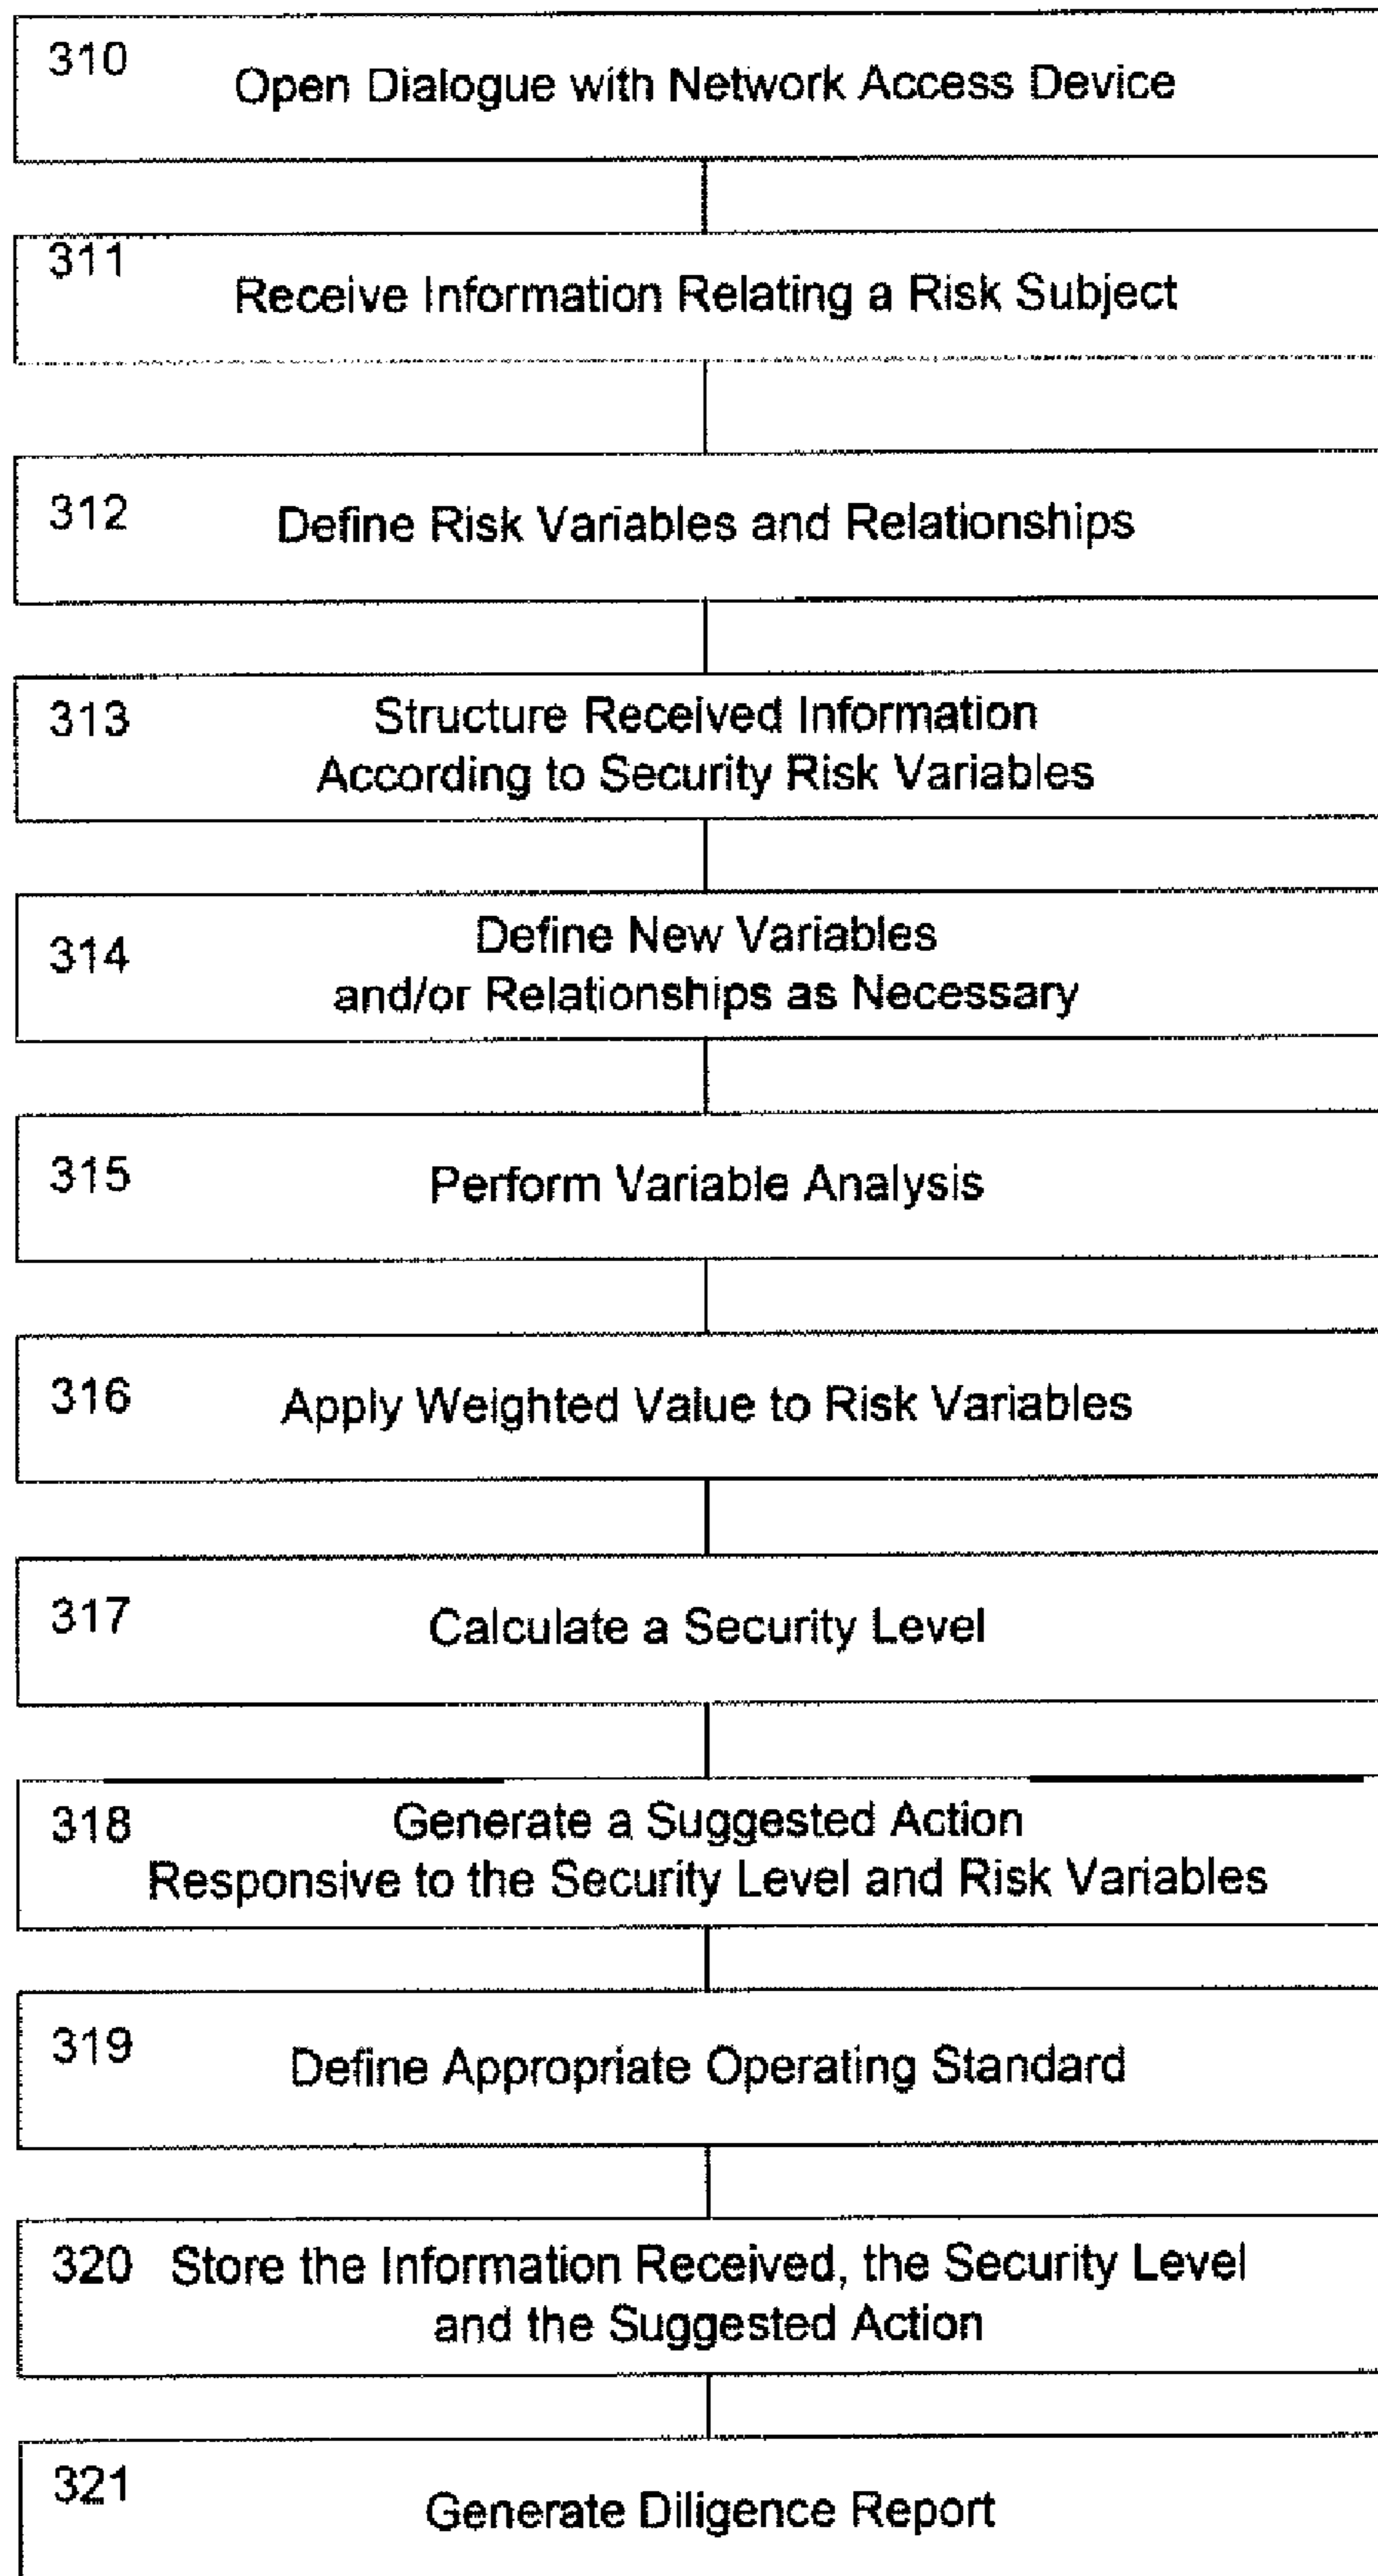 310
Open Dialogue with Network Access Device
311
Receive Information Relating a Risk Subject
312
Define Risk Variables and Relationships
313
Structure Received Information
According to Security Risk Variables
314
Define New Variables
and/or Relationships as Necessary
315
Perform Variable Analysis
316
Apply Weighted Value to Risk Variables
317
Calculate a Security Level
318
Generate a Suggested Action
Responsive to the Security Level and Risk Variables
319
Define Appropriate Operating Standard
320 Store the Information Received, the Security Level
and the Suggested Action
321
Generate Diligence Report